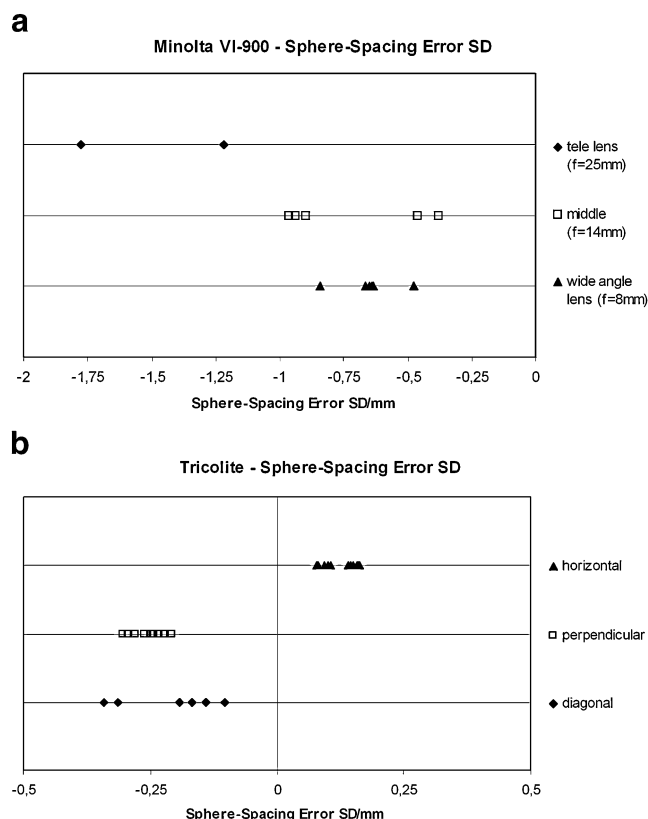 a
Minolta VI-900 - Sphere-Spacing Error SD
tele lens
(f=25mm)
middle
(f=14mm)
wide angle
lens (f=8mm)
-2 -1,75 -1,5 -1,25 -1 -0,75 -0,5 -0,25 0
Sphere-Spacing Error SD/mm
b
Tricolite - Sphere-Spacing Error SD
horizontal
perpendicular
diagonal
-0,5 -0,25 0 0,25 0,5
Sphere-Spacing Error SD/mm